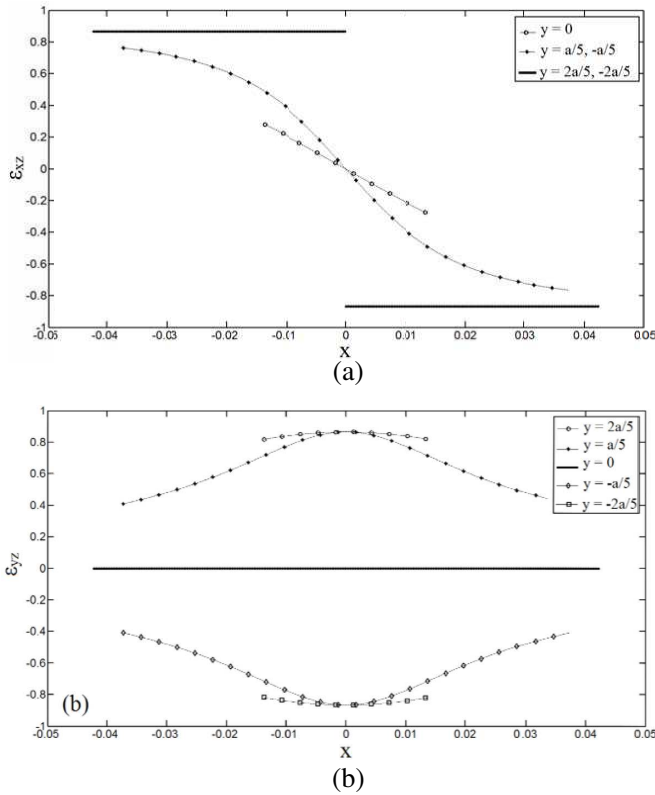 1
0.8
0.6
0.4
0.2
0
-0.2
-0.4
-0.6
-0.8
-1
ε_xz
y = 0
y = a/5, -a/5
y = 2a/5, -2a/5
-0.05 -0.04 -0.03 -0.02 -0.01 0 0.01 0.02 0.03 0.04 0.05
x
(a)
1
0.8
0.6
0.4
0.2
0
-0.2
-0.4
-0.6
-0.8
-1
ε_yz
y = 2a/5
y = a/5
y = 0
y = -a/5
y = -2a/5
(b)
-0.05 -0.04 -0.03 -0.02 -0.01 0 0.01 0.02 0.03 0.04 0.05
x
(b)